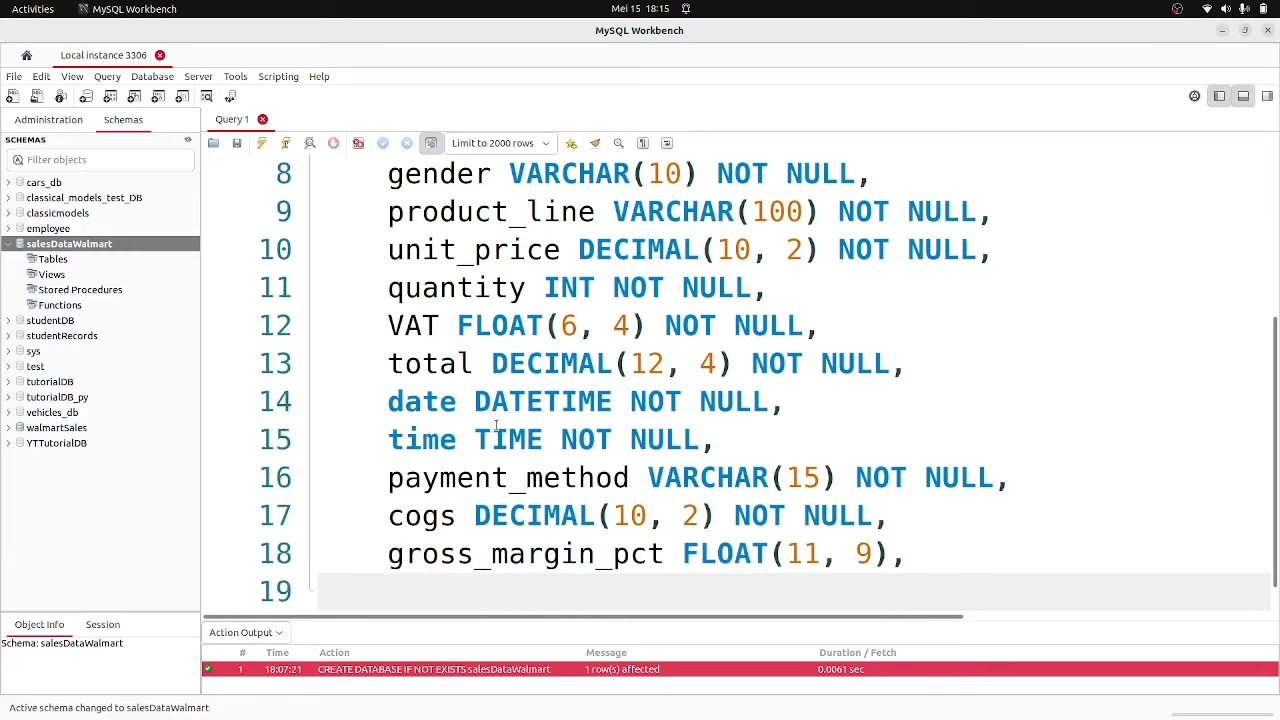 Activities
MySQL Workbench
Mei 15 18:15
MySQL Workbench
Local instance 3306
File Edit View Query Database Server Tools Scripting Help
Administration Schemas
Query 1
SCHEMAS
Filter objects
Limit to 2000 rows
cars_db
classical_models_test_DB
classicmodels
employee
salesDataWalmart
Tables
Views
Stored Procedures
Functions
studentDB
studentRecords
sys
test
tutorialDB
tutorialDB_py
vehicles_db
walmartSales
YTTutorialDB
8 gender VARCHAR(10) NOT NULL,
9 product_line VARCHAR(100) NOT NULL,
10 unit_price DECIMAL(10, 2) NOT NULL,
11 quantity INT NOT NULL,
12 VAT FLOAT(6, 4) NOT NULL,
13 total DECIMAL(12, 4) NOT NULL,
14 date DATETIME NOT NULL,
15 time TIME NOT NULL,
16 payment_method VARCHAR(15) NOT NULL,
17 cogs DECIMAL(10, 2) NOT NULL,
18 gross_margin_pct FLOAT(11, 9),
19
Object Info Session
Schema: salesDataWalmart
Action Output
# Time Action Message Duration / Fetch
1 18:07:21 CREATE DATABASE IF NOT EXISTS salesDataWalmart 1 row(s) affected 0.0061 sec
Active schema changed to salesDataWalmart